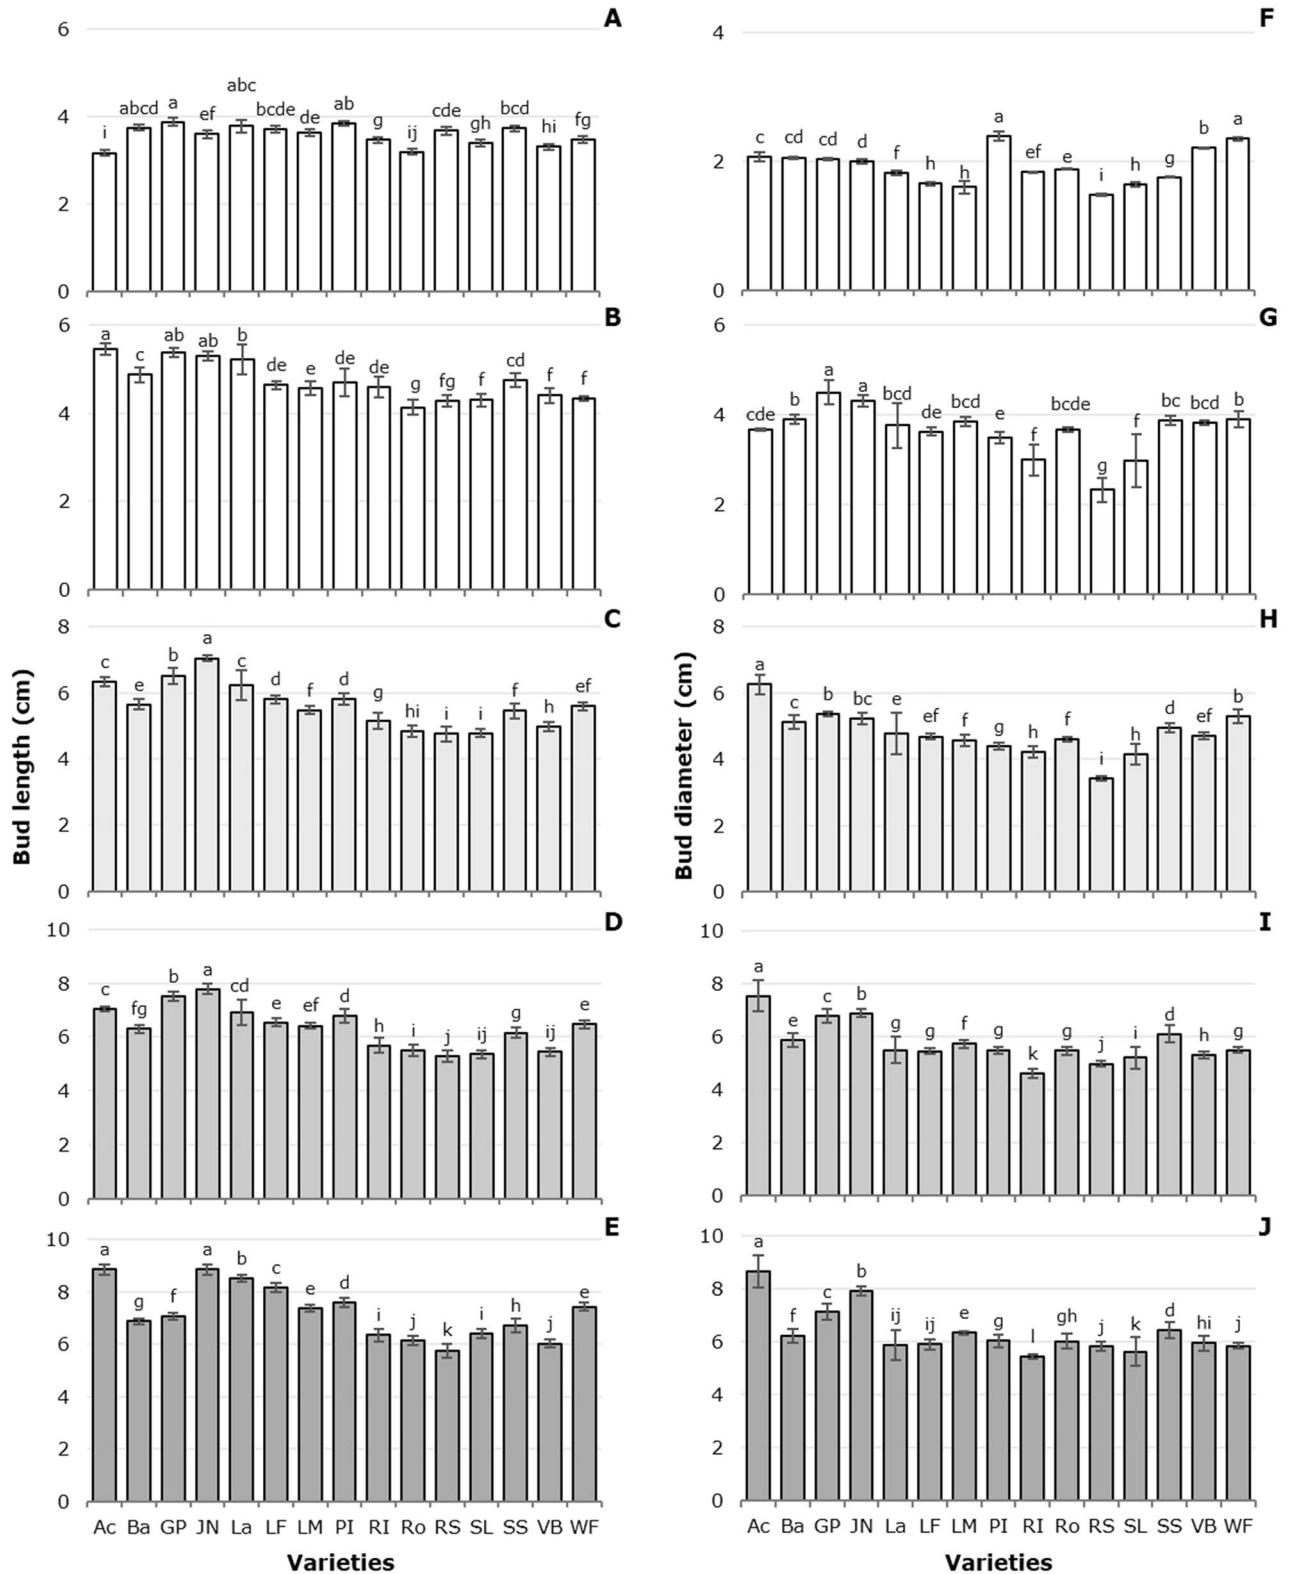 A
6
4
2
0
i
abcd
a
ef
abc
bcde
de
ab
g
ij
cde
gh
bcd
hi
fg
B
6
4
2
0
a
c
ab
ab
b
de
e
de
de
g
fg
f
cd
f
f
C
8
6
4
2
0
c
e
b
a
c
d
f
d
g
hi
i
i
f
h
ef
D
10
8
6
4
2
0
c
fg
b
a
cd
e
ef
d
h
i
j
ij
g
ij
e
E
10
8
6
4
2
0
a
g
f
a
b
c
e
d
i
j
k
i
h
j
e
Ac Ba GP JN La LF LM PI RI Ro RS SL SS VB WF
Varieties
Bud length (cm)
F
4
2
0
c
cd
cd
d
f
h
h
a
ef
e
i
h
g
b
a
G
6
4
2
0
cde
b
a
a
bcd
de
bcd
e
f
bcde
g
f
bc
bcd
b
H
8
6
4
2
0
a
c
b
bc
e
ef
f
g
h
f
i
h
d
ef
b
I
10
8
6
4
2
0
a
e
c
b
g
g
f
g
k
g
j
i
d
h
g
J
10
8
6
4
2
0
a
f
c
b
ij
ij
e
g
l
gh
j
k
d
hi
j
Ac Ba GP JN La LF LM PI RI Ro RS SL SS VB WF
Varieties
Bud diameter (cm)